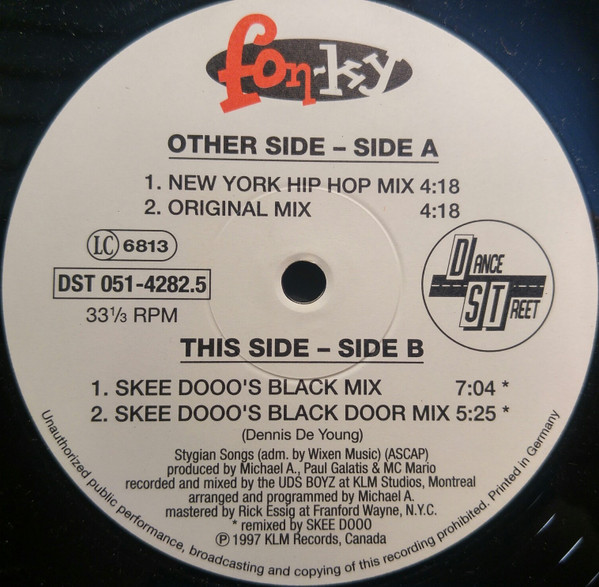 fon-ky
OTHER SIDE – SIDE A
1. NEW YORK HIP HOP MIX 4:18
2. ORIGINAL MIX 4:18
LC 6813
DST 051-4282.5
33⅓ RPM
DANCE
STREET
THIS SIDE – SIDE B
1. SKEE DOOO'S BLACK MIX 7:04 *
2. SKEE DOOO'S BLACK DOOR MIX 5:25 *
(Dennis De Young)
Stygian Songs (adm. by Wixen Music) (ASCAP)
produced by Michael A., Paul Galatis & MC Mario
recorded and mixed by the UDS BOYZ at KLM Studios, Montreal
arranged and programmed by Michael A.
mastered by Rick Essig at Franford Wayne, N.Y.C.
* remixed by SKEE DOOO
℗ 1997 KLM Records, Canada
Unauthorized public performance, broadcasting and copying of this recording prohibited. Printed in Germany